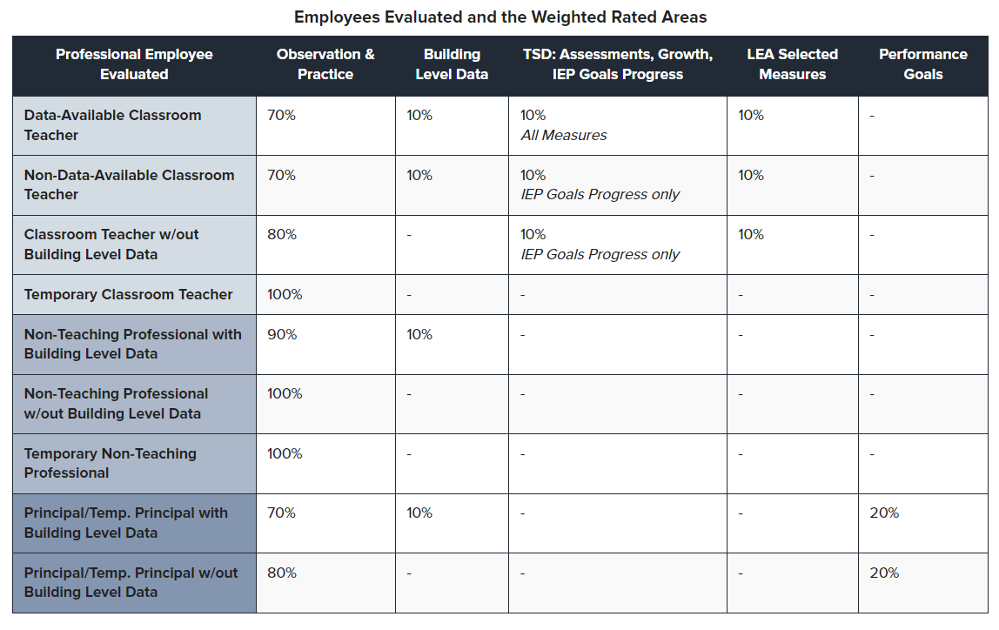 Employees Evaluated and the Weighted Rated Areas
Professional Employee
Evaluated
Observation &
Practice
Building
Level Data
TSD: Assessments, Growth,
IEP Goals Progress
LEA Selected
Measures
Performance
Goals
Data-Available Classroom
Teacher
70%
10%
10%
All Measures
10%
-
Non-Data-Available Classroom
Teacher
70%
10%
10%
IEP Goals Progress only
10%
-
Classroom Teacher w/out
Building Level Data
80%
-
10%
IEP Goals Progress only
10%
-
Temporary Classroom Teacher
100%
-
-
-
-
Non-Teaching Professional with
Building Level Data
90%
10%
-
-
-
Non-Teaching Professional
w/out Building Level Data
100%
-
-
-
-
Temporary Non-Teaching
Professional
100%
-
-
-
-
Principal/Temp. Principal with
Building Level Data
70%
10%
-
-
20%
Principal/Temp. Principal w/out
Building Level Data
80%
-
-
-
20%